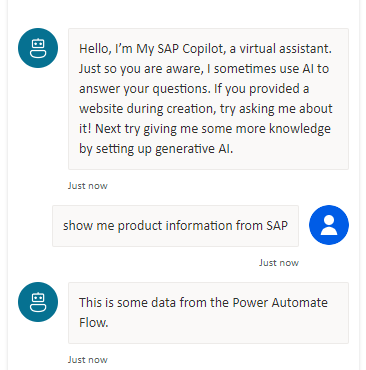 Hello, I’m My SAP Copilot, a virtual assistant.
Just so you are aware, I sometimes use AI to
answer your questions. If you provided a
website during creation, try asking me about
it! Next try giving me some more knowledge
by setting up generative AI.
Just now
show me product information from SAP
Just now
This is some data from the Power Automate
Flow.
Just now